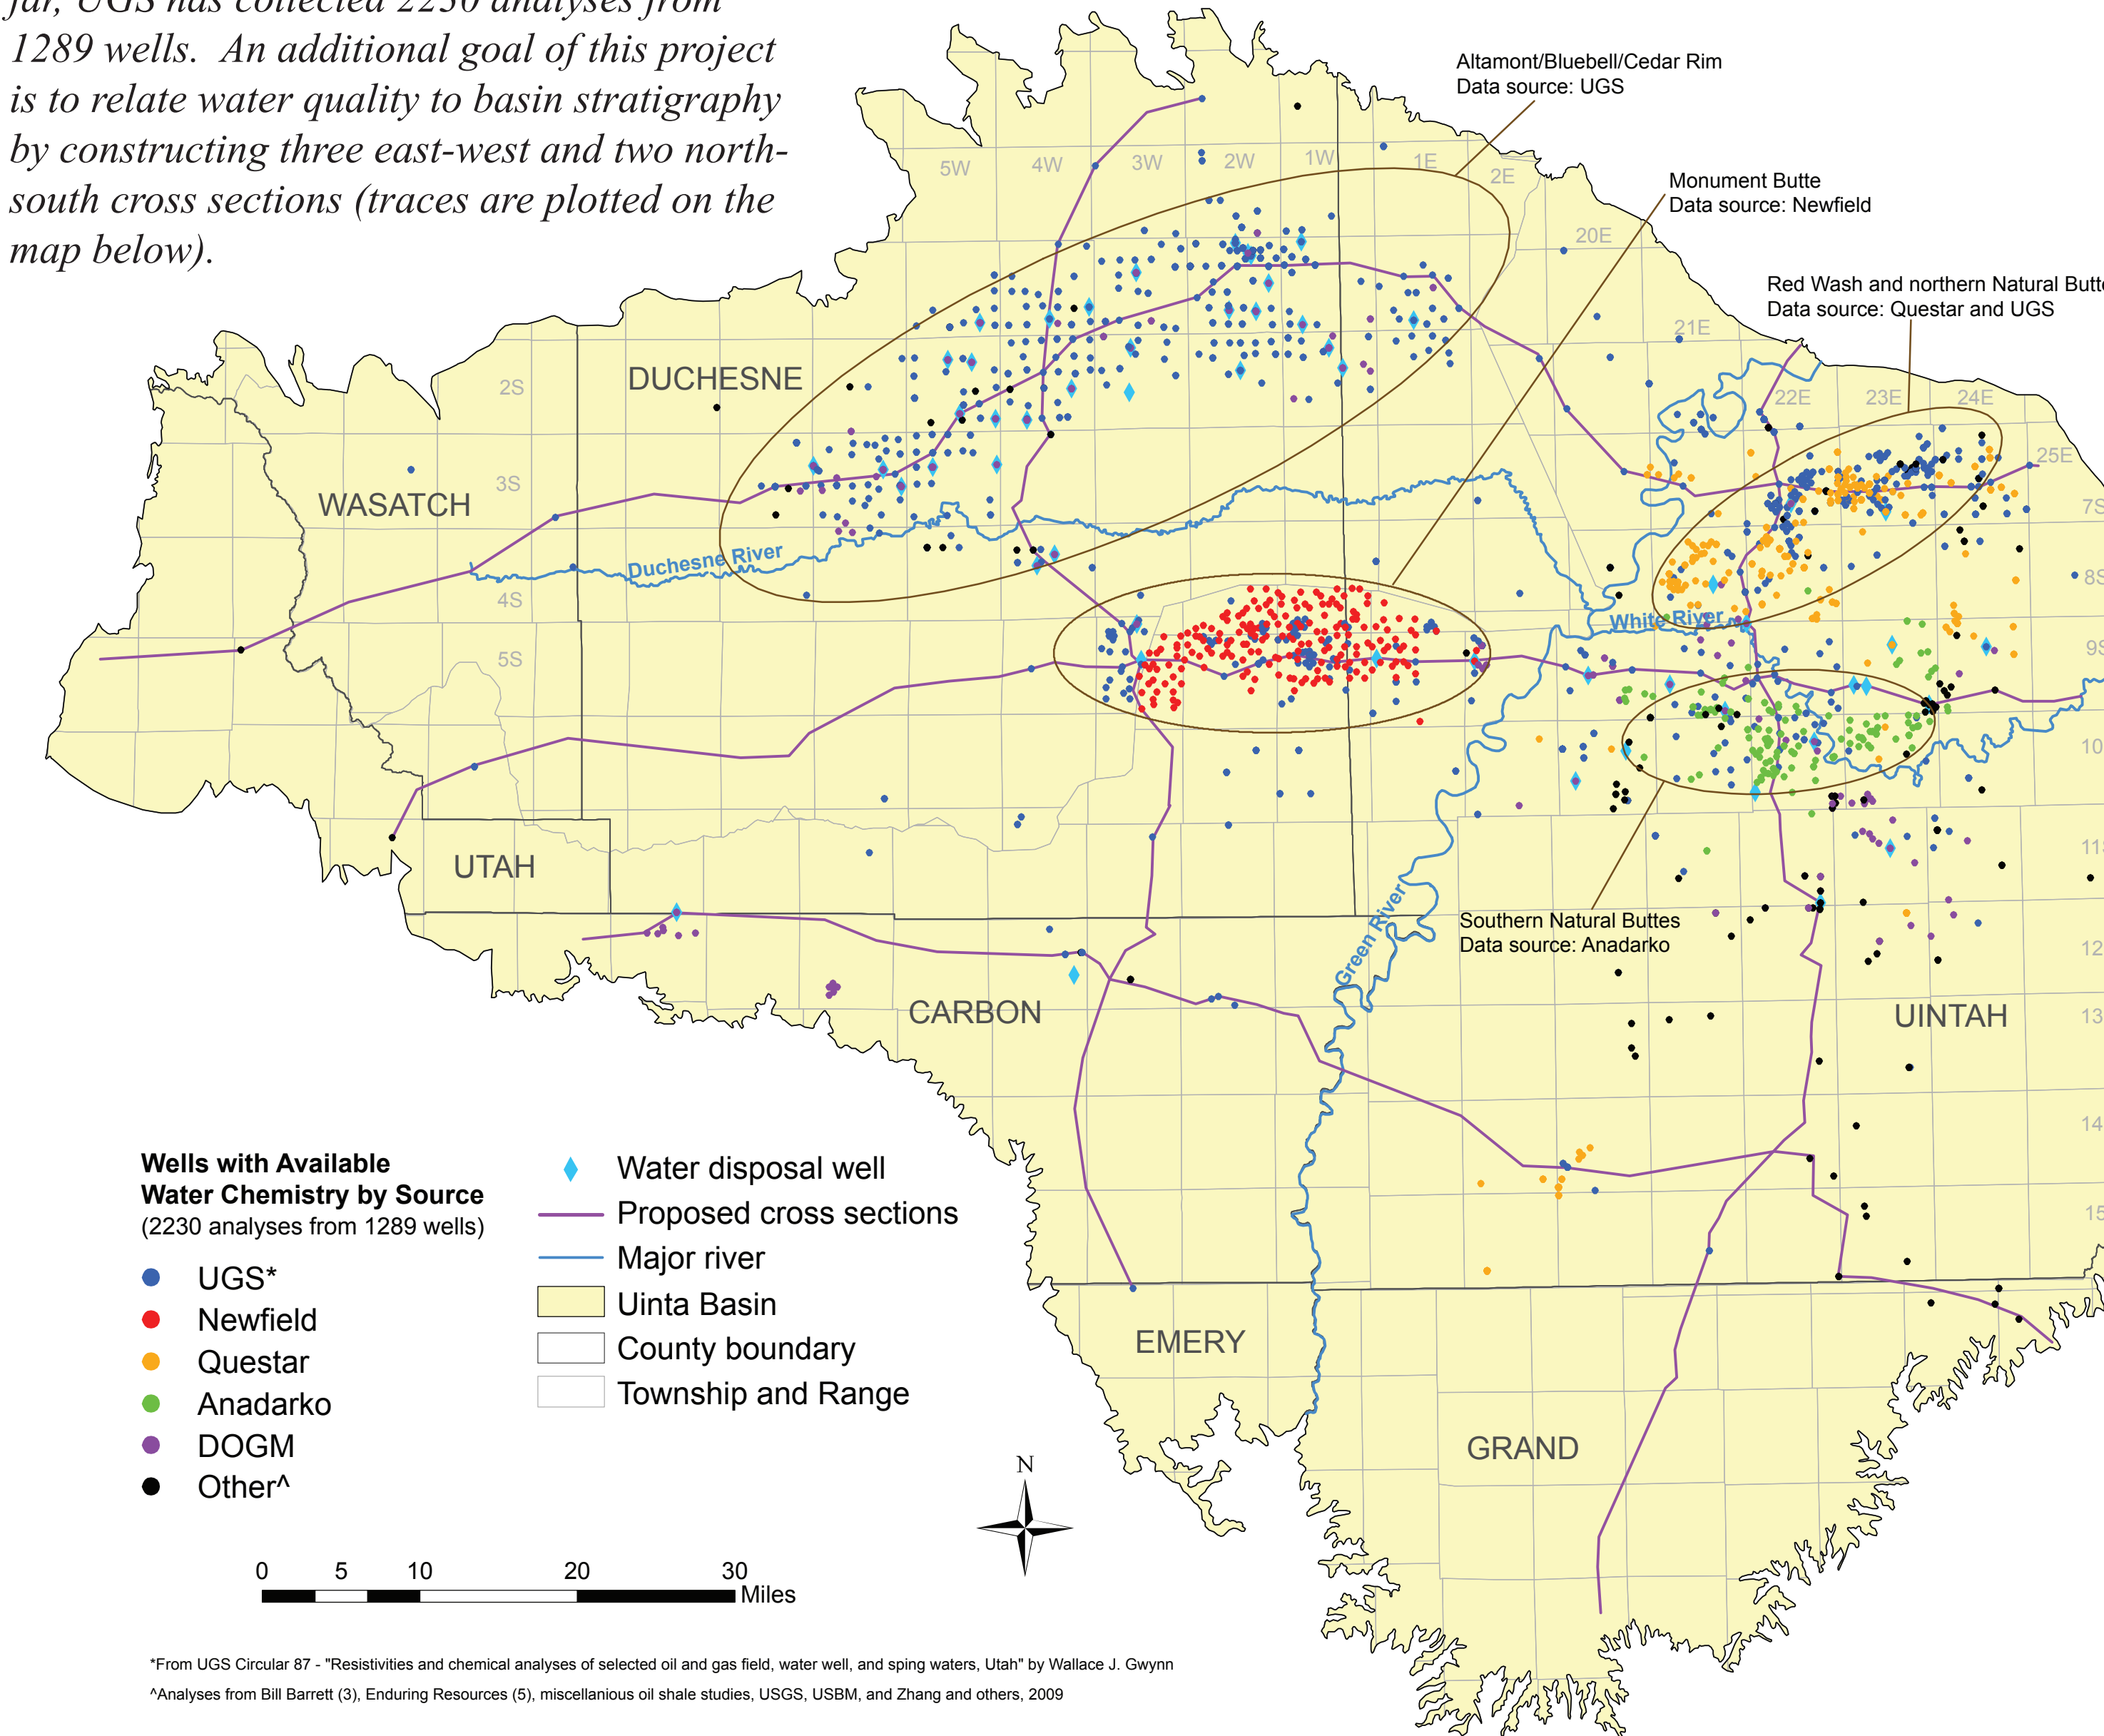 far, UGS has collected 2230 analyses from
1289 wells.  An additional goal of this project
is to relate water quality to basin stratigraphy
by constructing three east-west and two north-
south cross sections (traces are plotted on the
map below).
Altamont/Bluebell/Cedar Rim
Data source: UGS
Monument Butte
Data source: Newfield
Red Wash and northern Natural Butte
Data source: Questar and UGS
5W
4W
3W
2W
1W
1E
2E
20E
21E
22E
23E
24E
25E
2S
3S
4S
5S
7S
8S
9S
10
11S
12
13
14
15
DUCHESNE
WASATCH
Duchesne River
White River
UTAH
Green River
Southern Natural Buttes
Data source: Anadarko
CARBON
UINTAH
EMERY
GRAND
Wells with Available
Water Chemistry by Source
(2230 analyses from 1289 wells)
UGS*
Newfield
Questar
Anadarko
DOGM
Other^
Water disposal well
Proposed cross sections
Major river
Uinta Basin
County boundary
Township and Range
N
0 5 10 20 30
Miles
*From UGS Circular 87 - "Resistivities and chemical analyses of selected oil and gas field, water well, and sping waters, Utah" by Wallace J. Gwynn
^Analyses from Bill Barrett (3), Enduring Resources (5), miscellanious oil shale studies, USGS, USBM, and Zhang and others, 2009